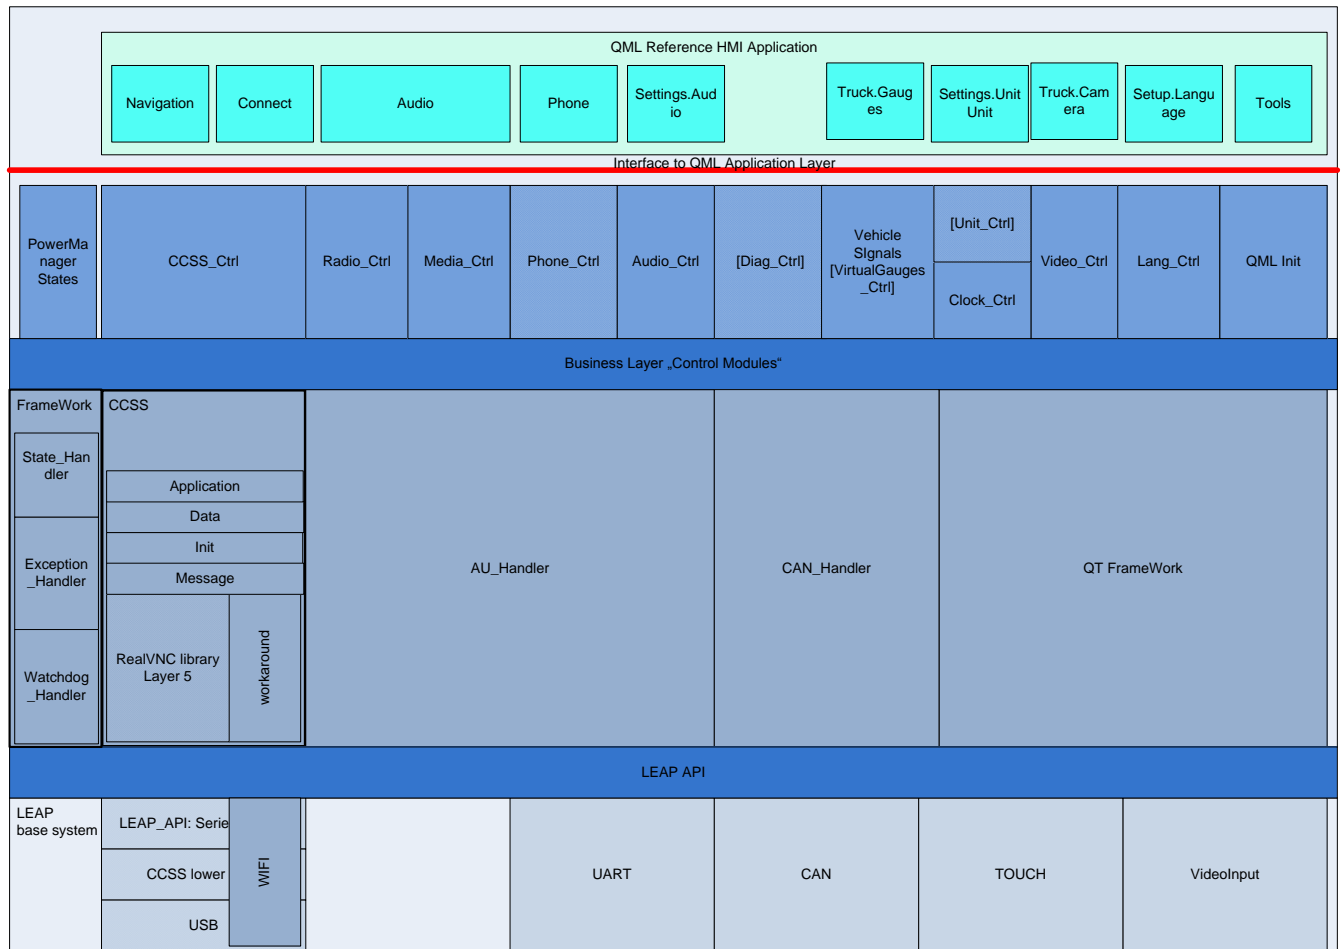 QML Reference HMI Application
Navigation
Connect
Audio
Phone
Settings.Aud
io
Truck.Gaug
es
Settings.Unit
Unit
Truck.Cam
era
Setup.Langu
age
Tools
Interface to QML Application Layer
PowerMa
nager
States
CCSS_Ctrl
Radio_Ctrl
Media_Ctrl
Phone_Ctrl
Audio_Ctrl
[Diag_Ctrl]
Vehicle
SIgnals
[VirtualGauges
_Ctrl]
[Unit_Ctrl]
Clock_Ctrl
Video_Ctrl
Lang_Ctrl
QML Init
Business Layer „Control Modules“
FrameWork
State_Han
dler
Exception
_Handler
Watchdog
_Handler
CCSS
Application
Data
Init
Message
RealVNC library
Layer 5
workaround
AU_Handler
CAN_Handler
QT FrameWork
LEAP API
LEAP
base system
LEAP_API: Serie
CCSS lower
USB
WIFI
UART
CAN
TOUCH
VideoInput